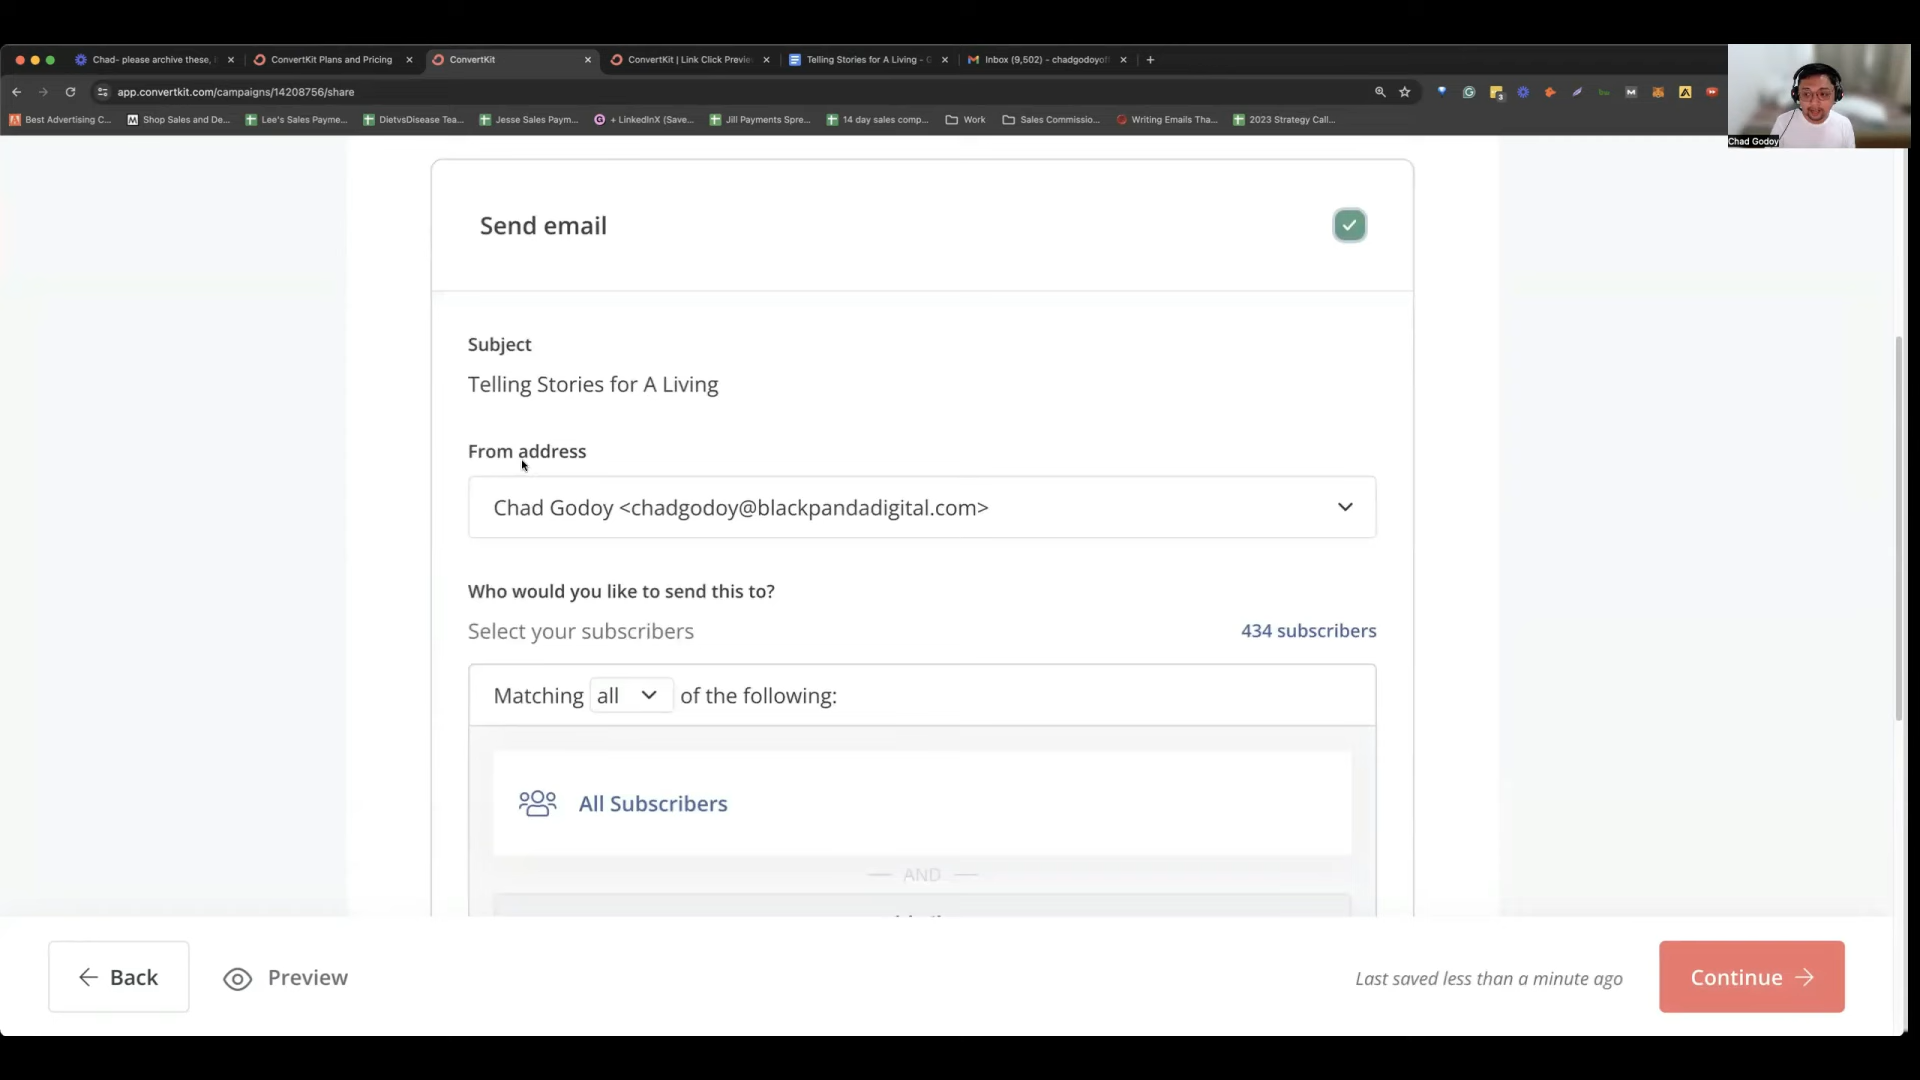 Chad- please archive these,
ConvertKit Plans and Pricing
ConvertKit
ConvertKit | Link Click Previe
Telling Stories for A Living -
Inbox (9,502) - chadgodoyof
app.convertkit.com/campaigns/14208756/share
Best Advertising C...
Shop Sales and De...
Lee's Sales Payme...
DietvsDisease Tea...
Jesse Sales Paym...
+ LinkedInX (Save...
Jill Payments Spre...
14 day sales comp...
Work
Sales Commissio...
Writing Emails Tha...
2023 Strategy Call...
Chad Godoy
Send email
Subject
Telling Stories for A Living
From address
Chad Godoy <chadgodoy@blackpandadigital.com>
Who would you like to send this to?
Select your subscribers
434 subscribers
Matching all of the following:
All Subscribers
AND
Back
Preview
Last saved less than a minute ago
Continue